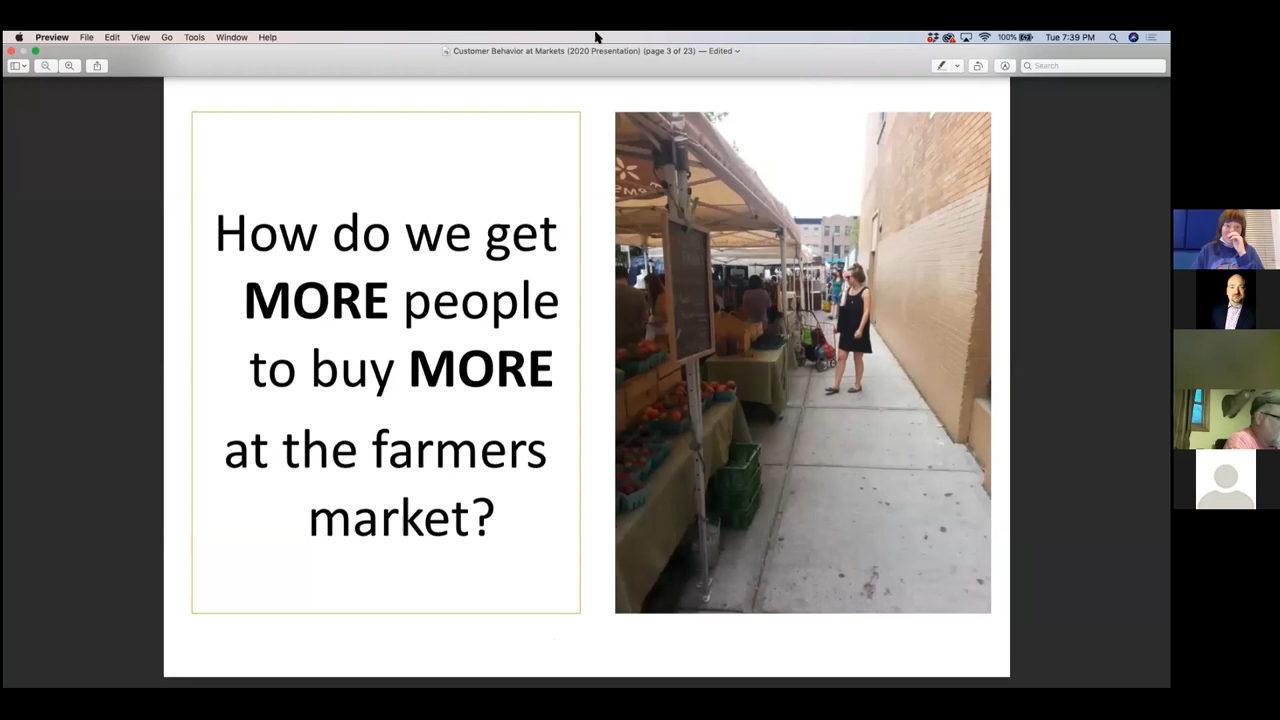 Preview File Edit View Go Tools Window Help 100% Tue 7:39 PM
Customer Behavior at Markets (2020 Presentation) (page 3 of 23) — Edited
Search
How do we get
MORE people
to buy MORE
at the farmers
market?